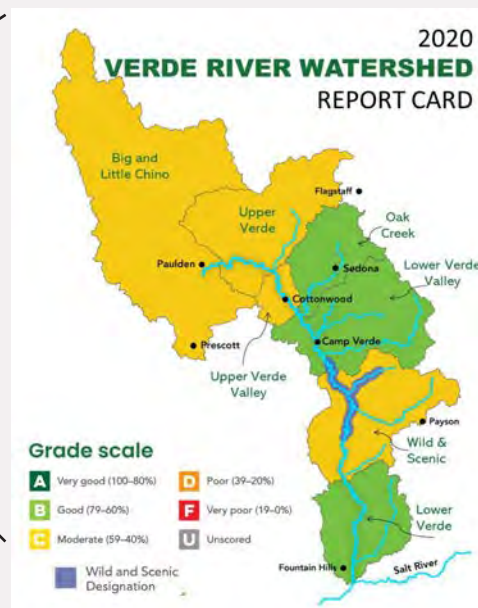 2020
VERDE RIVER WATERSHED
REPORT CARD
Big and
Little Chino
Flagstaff
Upper
Verde
Oak
Creek
Paulden
Sedona
Lower Verde
Valley
Cottonwood
Camp Verde
Prescott
Upper Verde
Valley
Payson
Wild &
Scenic
Grade scale
A Very good (100–80%)
D Poor (39–20%)
B Good (79–60%)
F Very poor (19–0%)
C Moderate (59–40%)
U Unscored
Wild and Scenic
Designation
Lower
Verde
Fountain Hills
Salt River